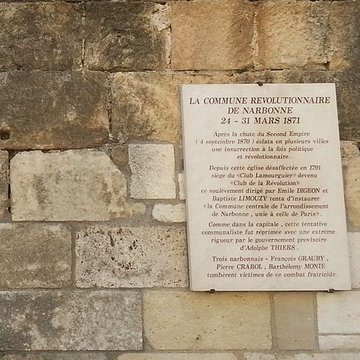 LA COMMUNE REVOLUTIONNAIRE
DE NARBONNE
24 - 31 MARS 1871
Après la chute du Second Empire
( 4 septembre 1870 ) éclata en plusieurs villes
une insurrection à la fois politique
et révolutionnaire .
Depuis cette église désaffectée en 1791
siège du «Club Lamourguier» devenu
«Club de la Révolution»
ce soulèvement dirigé par Emile DIGEON et
Baptiste LIMOUZY tenta d'instaurer
«la Commune centrale de l'arrondissement
de Narbonne , unie à celle de Paris» .
Comme dans la capitale , cette tentative
communaliste fut réprimée avec une extrême
rigueur par le gouvernement provisoire
d'Adolphe THIERS .
Trois narbonnais - François GRAUBY ,
Pierre CRABOL , Barthélemy MONIE
tombèrent victimes de ce combat fratricide .